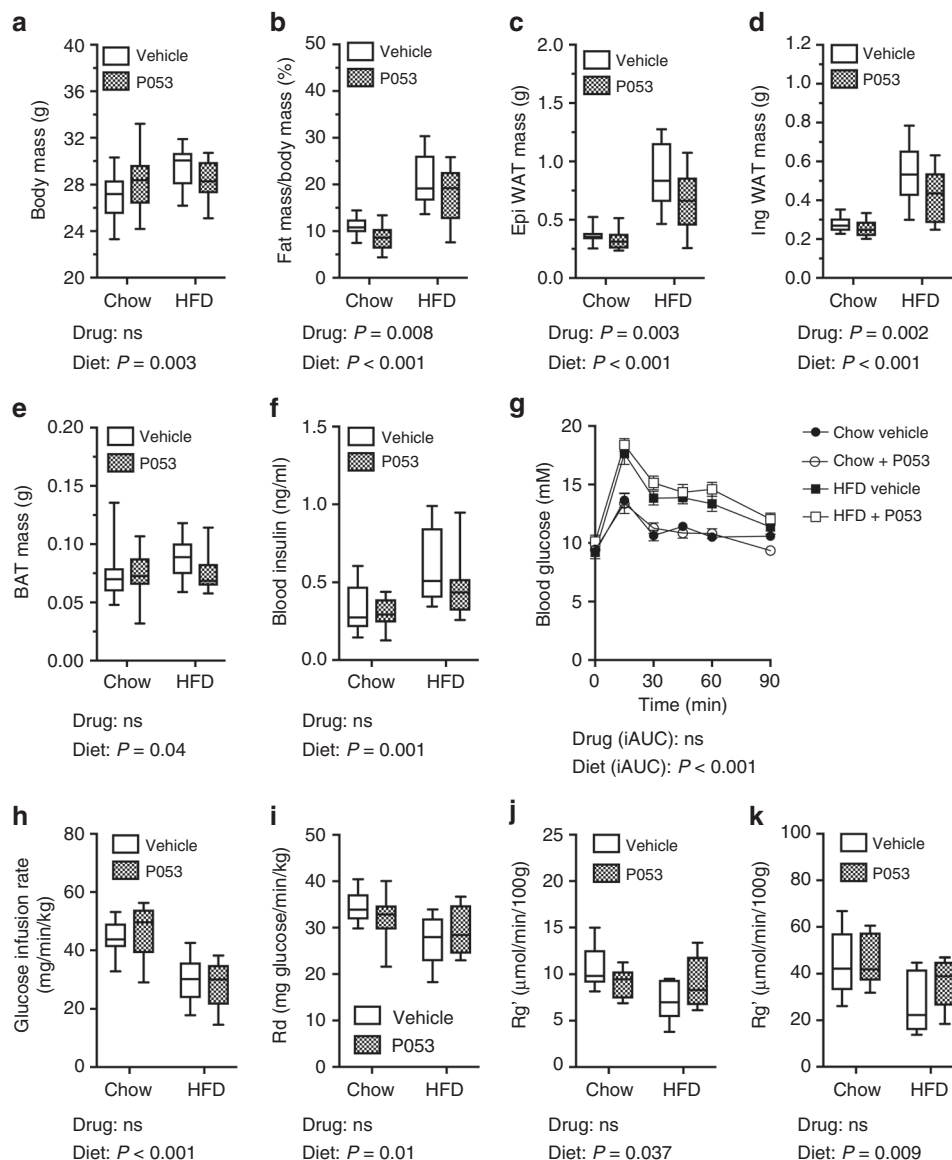 a
Body mass (g)
40
36
32
28
24
20
Vehicle
P053
Chow
HFD
Drug: ns
Diet: P = 0.003
b
Fat mass/body mass (%)
50
40
30
20
10
0
Vehicle
P053
Chow
HFD
Drug: P = 0.008
Diet: P < 0.001
c
Epi WAT mass (g)
2.0
1.5
1.0
0.5
0.0
Vehicle
P053
Chow
HFD
Drug: P = 0.003
Diet: P < 0.001
d
Ing WAT mass (g)
1.2
1.0
0.8
0.6
0.4
0.2
0.0
Vehicle
P053
Chow
HFD
Drug: P = 0.002
Diet: P < 0.001
e
BAT mass (g)
0.20
0.15
0.10
0.05
0.00
Vehicle
P053
Chow
HFD
Drug: ns
Diet: P = 0.04
f
Blood insulin (ng/ml)
1.5
1.0
0.5
0.0
Vehicle
P053
Chow
HFD
Drug: ns
Diet: P = 0.001
g
Blood glucose (mM)
20
15
10
5
0
0
30
60
90
Time (min)
Chow vehicle
Chow + P053
HFD vehicle
HFD + P053
Drug (iAUC): ns
Diet (iAUC): P < 0.001
h
Glucose infusion rate
(mg/min/kg)
80
60
40
20
0
Vehicle
P053
Chow
HFD
Drug: ns
Diet: P < 0.001
i
Rd (mg glucose/min/kg)
50
40
30
20
10
0
Vehicle
P053
Chow
HFD
Drug: ns
Diet: P = 0.01
j
Rg' (μmol/min/100g)
25
20
15
10
5
0
Vehicle
P053
Chow
HFD
Drug: ns
Diet: P = 0.037
k
Rg' (μmol/min/100g)
100
80
60
40
20
0
Vehicle
P053
Chow
HFD
Drug: ns
Diet: P = 0.009